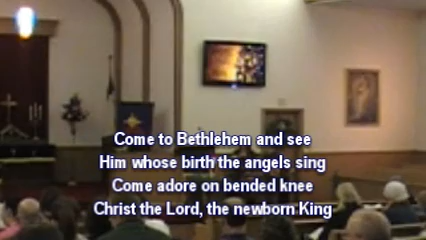 Come to Bethlehem and see
Him whose birth the angels sing
Come adore on bended knee
Christ the Lord, the newborn King